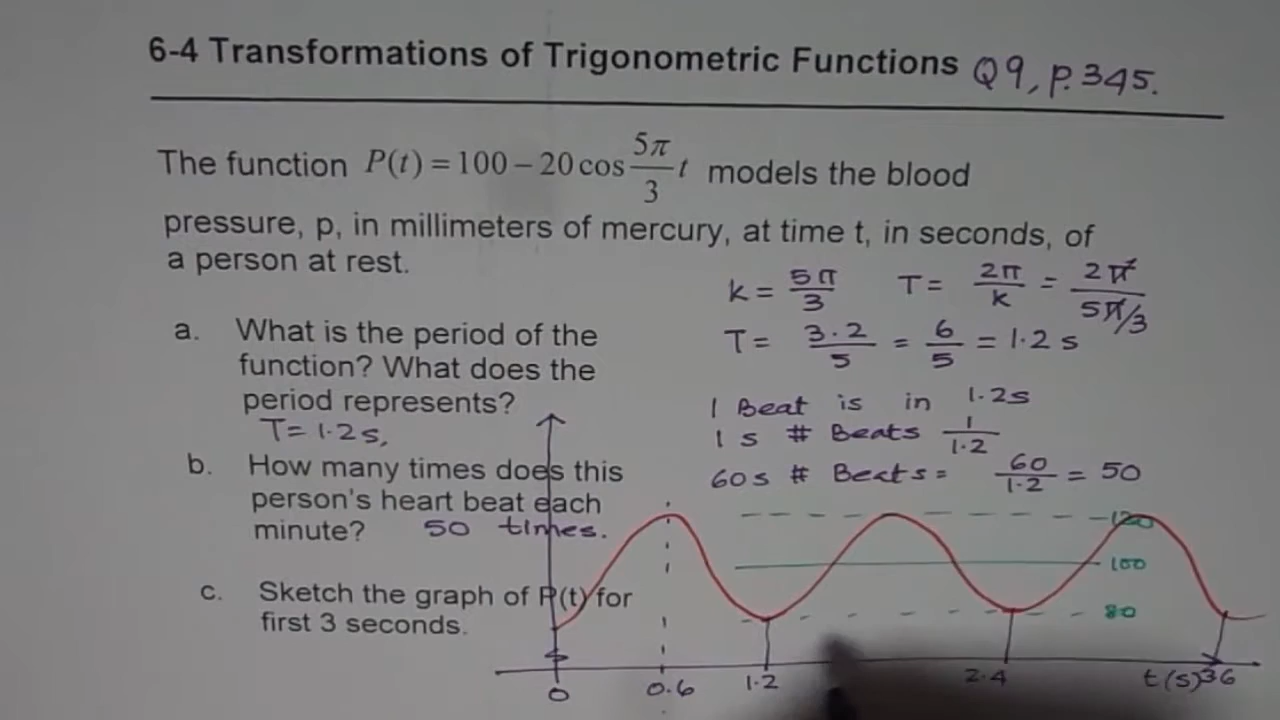 6-4 Transformations of Trigonometric Functions Q9, p.345.
The function P(t) = 100 – 20 cos 5π/3 t models the blood
pressure, p, in millimeters of mercury, at time t, in seconds, of
a person at rest.
k = 5π/3 T = 2π/k = 2π/5π/3
T = 3.2/5 = 6/5 = 1.2 s
a. What is the period of the
function? What does the
period represents?
T = 1.2 s,
1 Beat is in 1.2s
1 s # Beats 1/1.2
60s # Beats = 60/1.2 = 50
b. How many times does this
person's heart beat each
minute? 50 times.
c. Sketch the graph of P(t) for
first 3 seconds.
120
100
80
0 0.6 1.2 2.4 t(s) 3.6